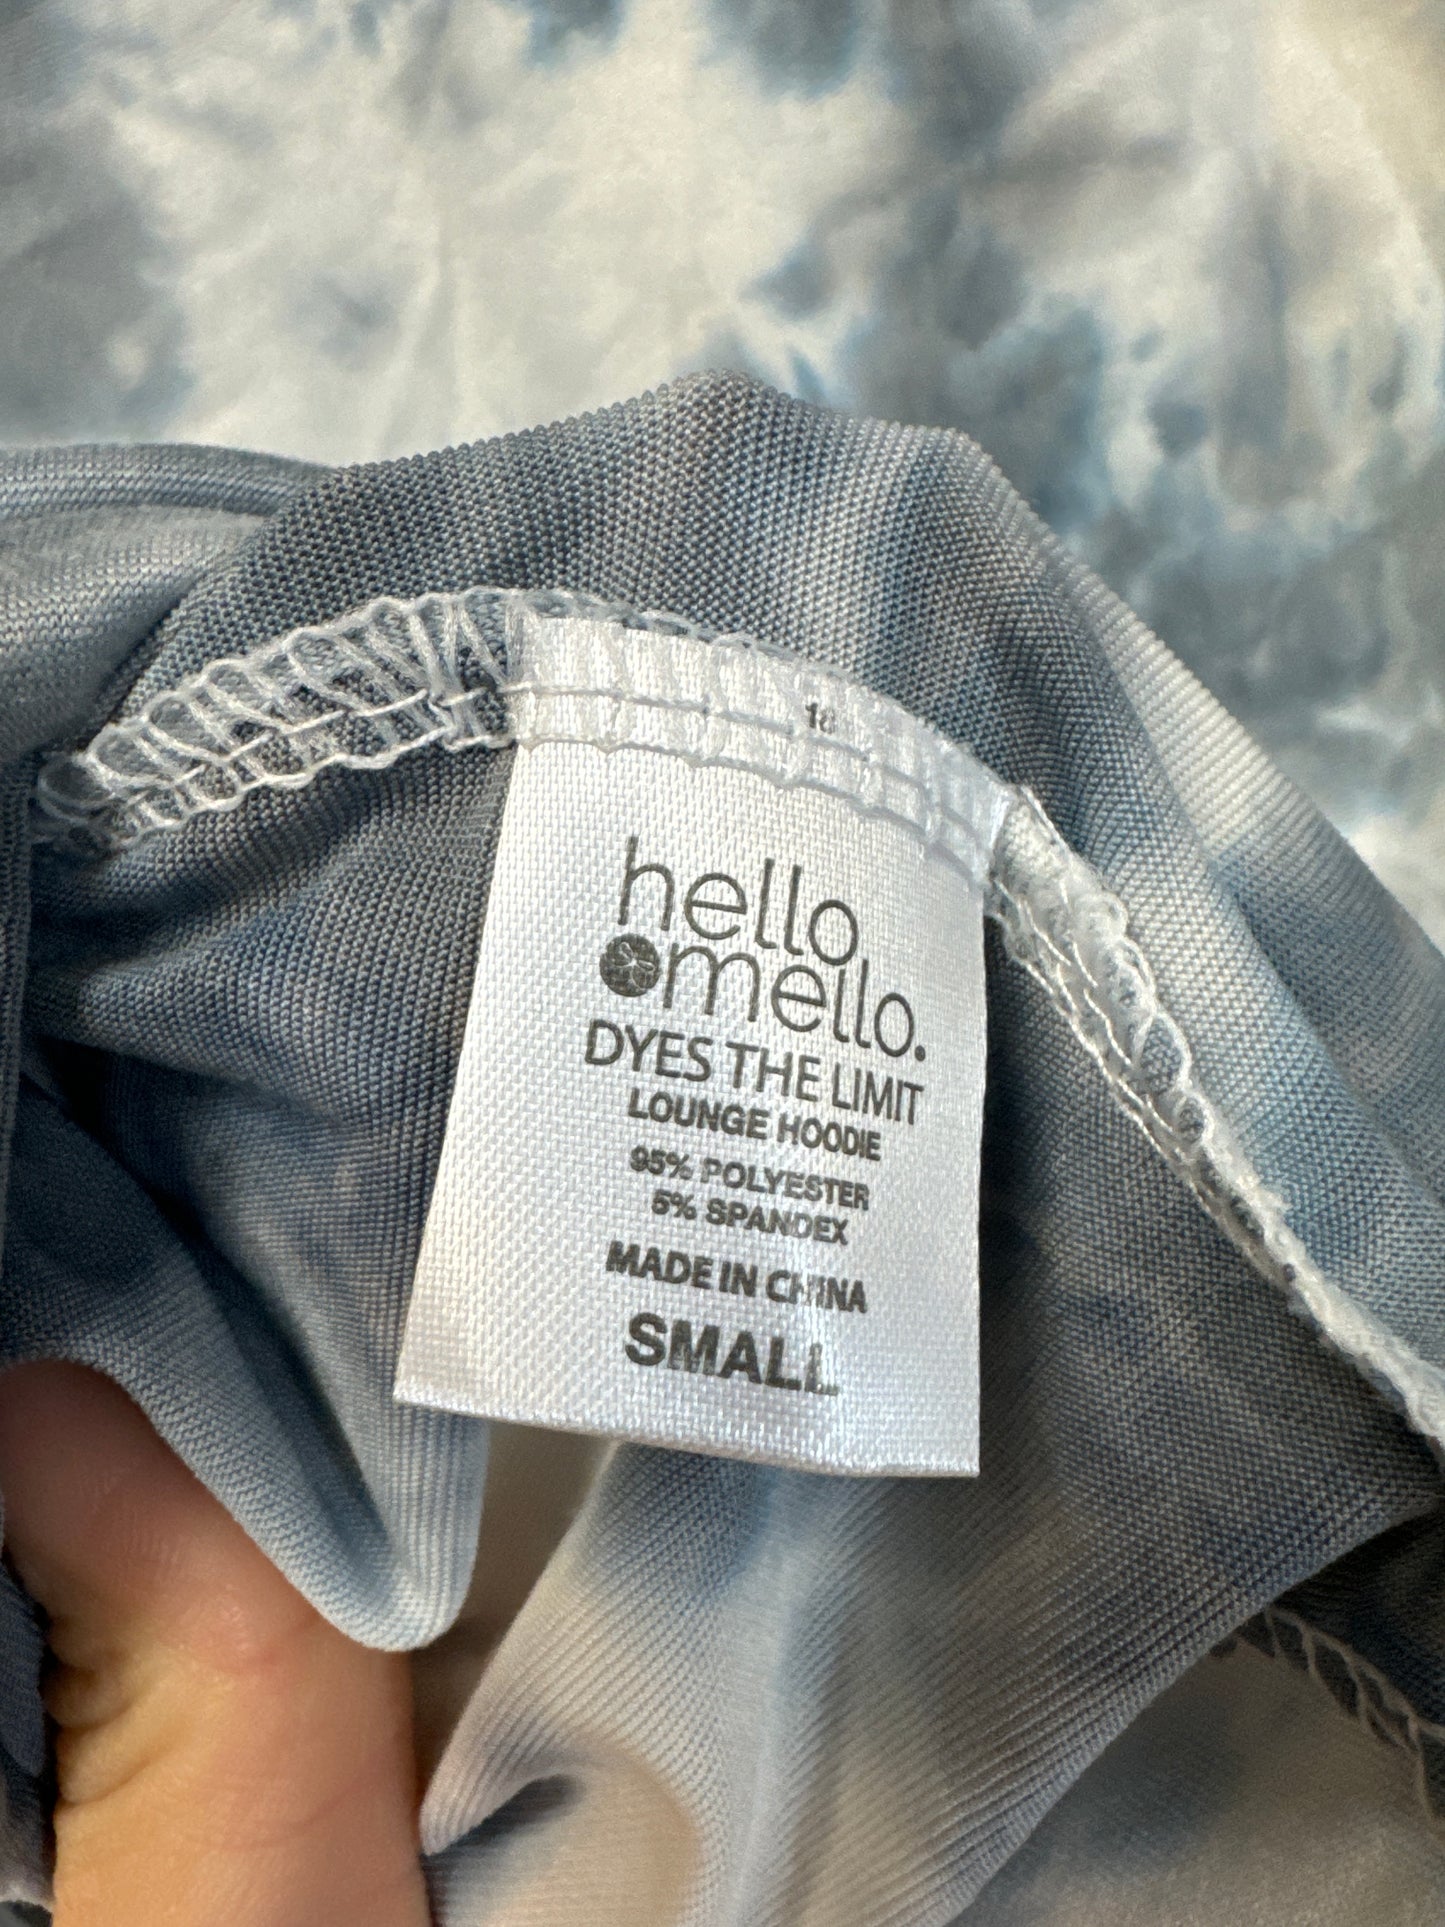 hello
mello.
DYES THE LIMIT
LOUNGE HOODIE
95% POLYESTER
5% SPANDEX
MADE IN CHINA
SMALL